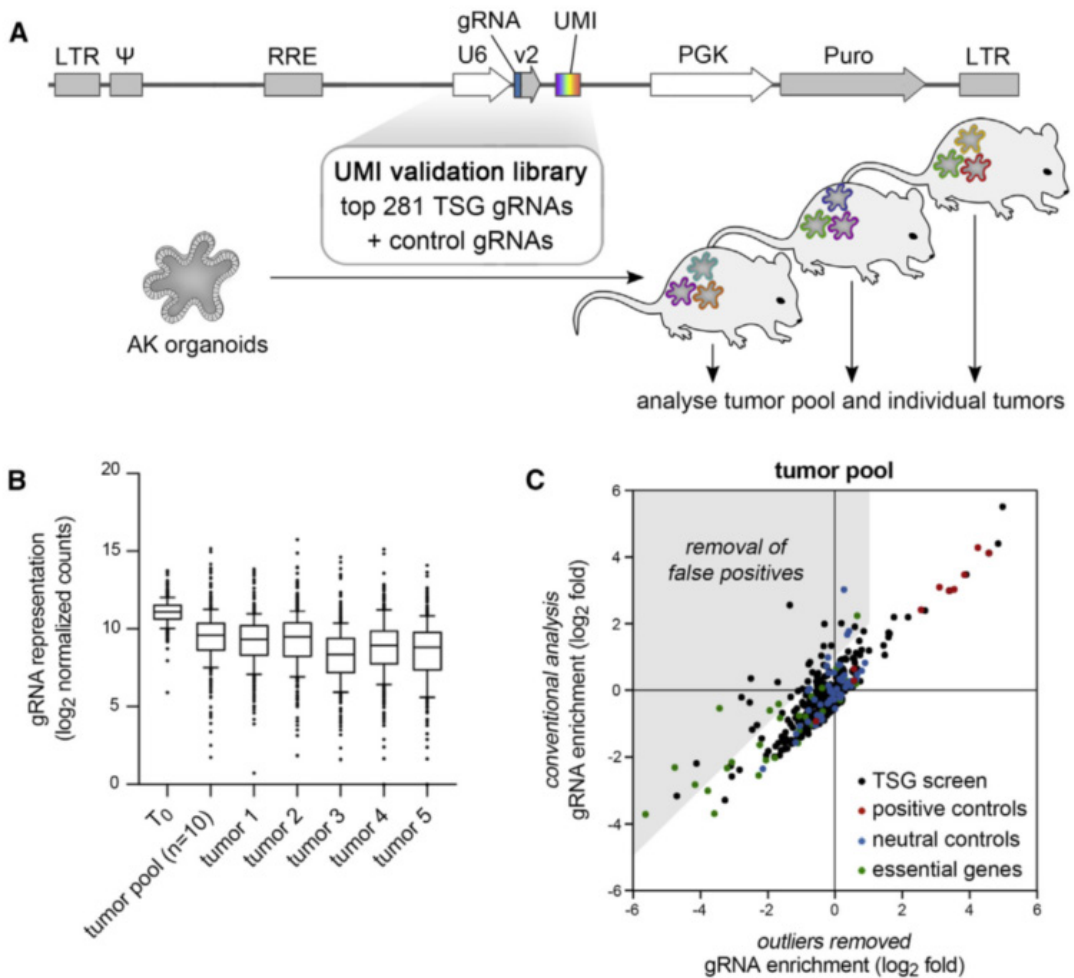 A
gRNA UMI
LTR Ψ RRE U6 v2 PGK Puro LTR
UMI validation library
top 281 TSG gRNAs
+ control gRNAs
AK organoids
analyse tumor pool and individual tumors
B
gRNA representation
(log2 normalized counts)
20
15
10
5
0
T0
tumor pool (n=10)
tumor 1
tumor 2
tumor 3
tumor 4
tumor 5
C
tumor pool
conventional analysis
gRNA enrichment (log2 fold)
6
4
2
0
-2
-4
-6
removal of
false positives
TSG screen
positive controls
neutral controls
essential genes
-6 -4 -2 0 2 4 6
outliers removed
gRNA enrichment (log2 fold)